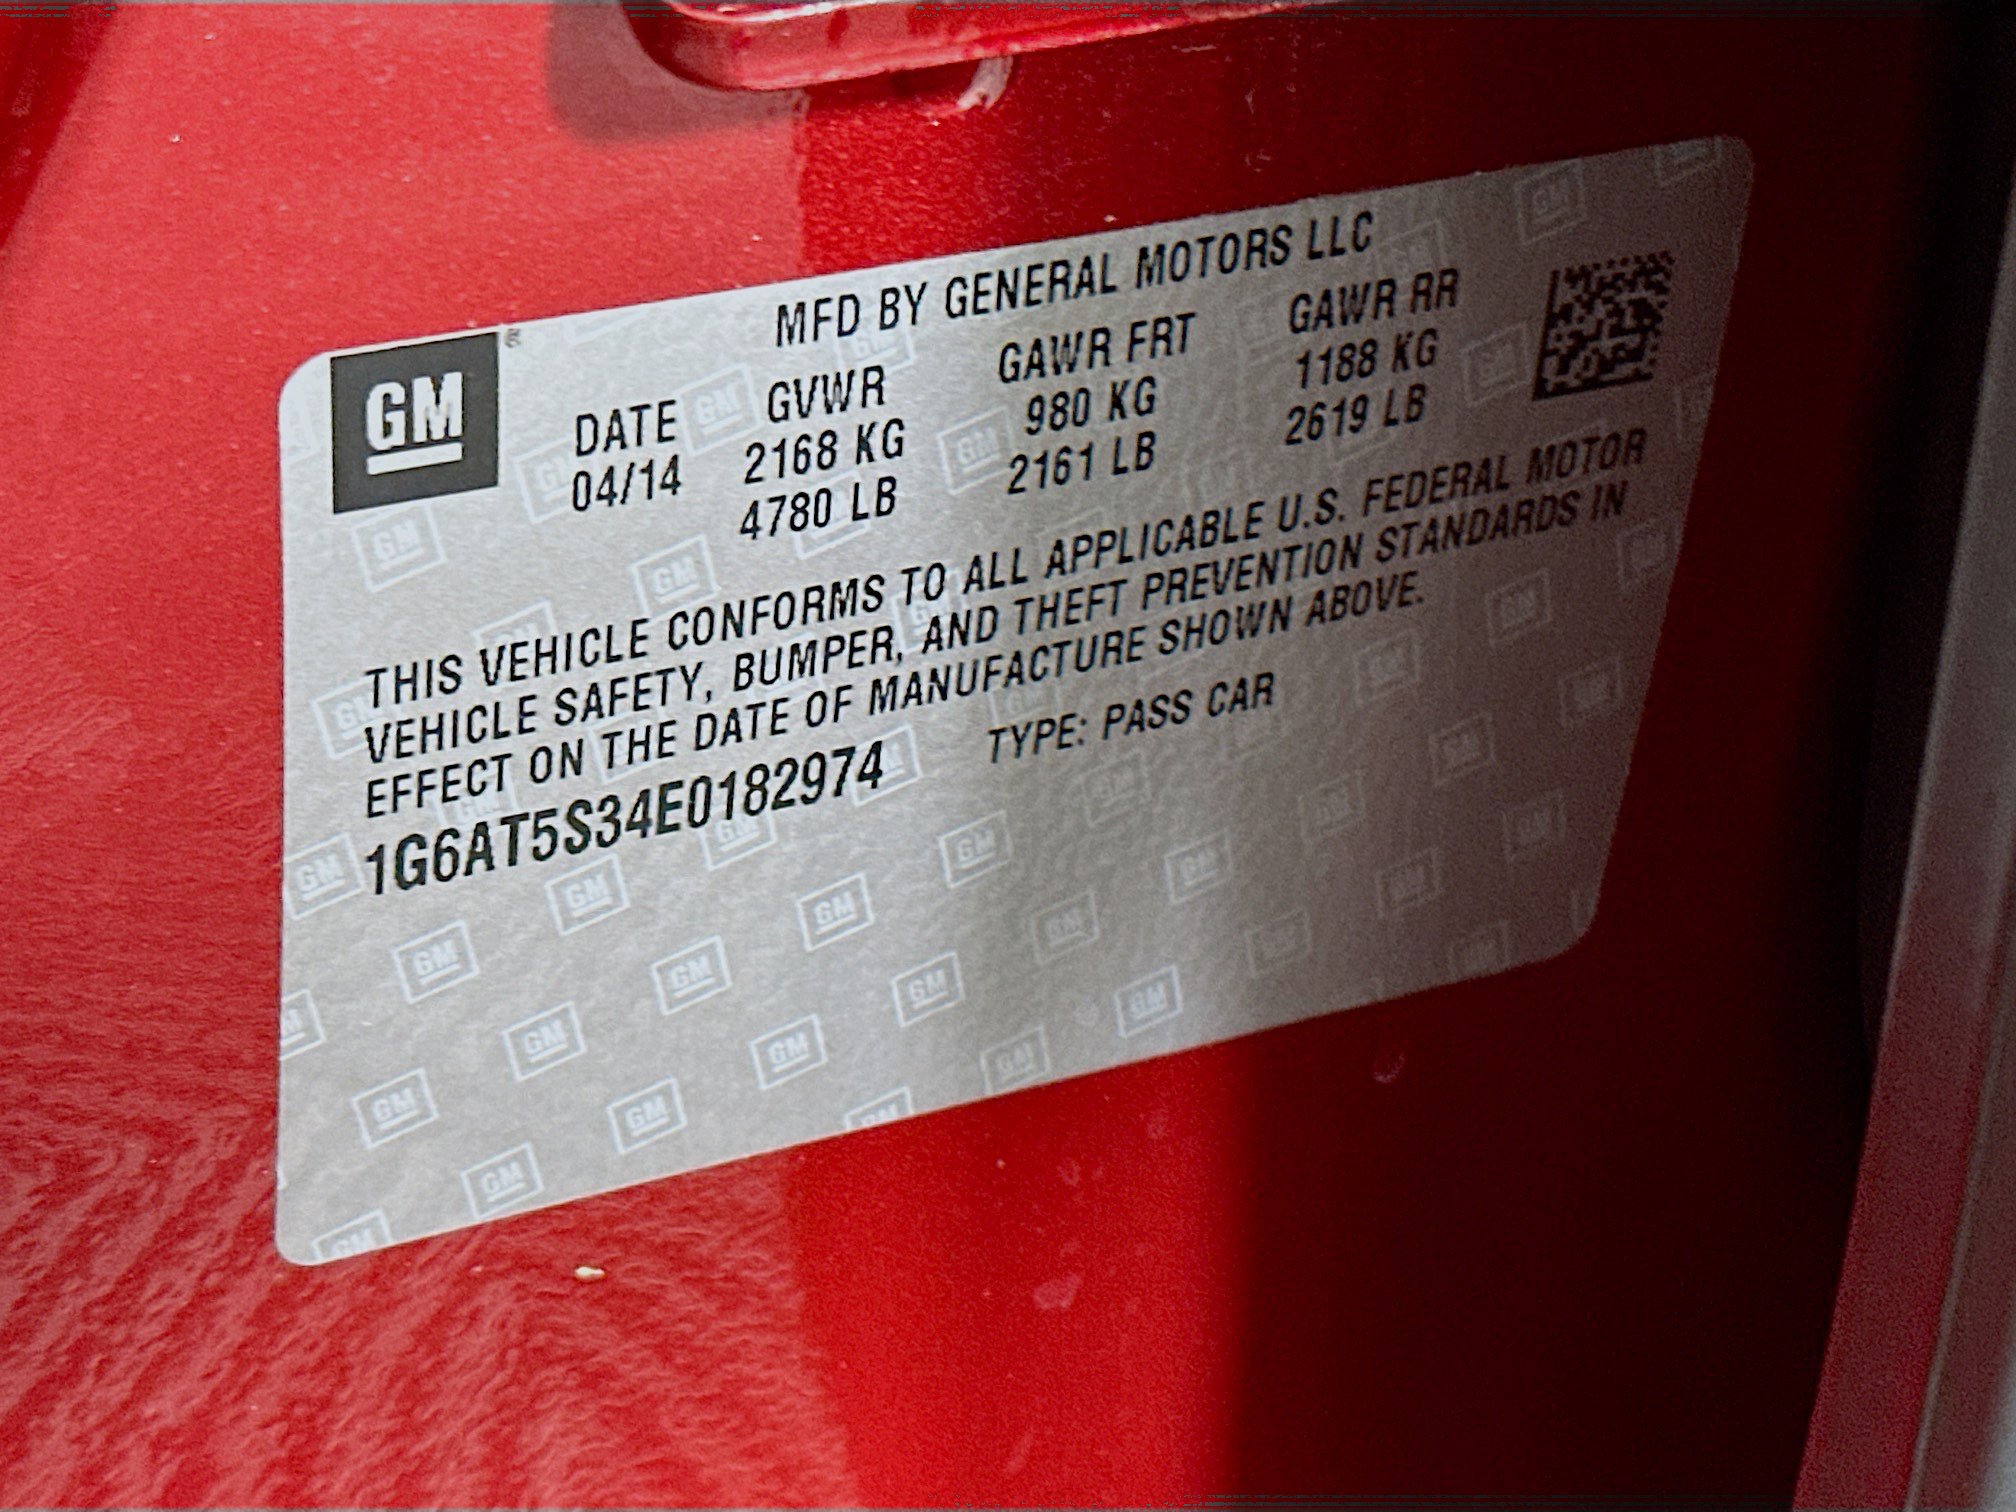 MFD BY GENERAL MOTORS LLC
GM
DATE GVWR GAWR FRT GAWR RR
04/14 2168 KG 980 KG 1188 KG
4780 LB 2161 LB 2619 LB
THIS VEHICLE CONFORMS TO ALL APPLICABLE U.S. FEDERAL MOTOR
VEHICLE SAFETY, BUMPER, AND THEFT PREVENTION STANDARDS IN
EFFECT ON THE DATE OF MANUFACTURE SHOWN ABOVE.
1G6AT5S34E0182974 TYPE: PASS CAR